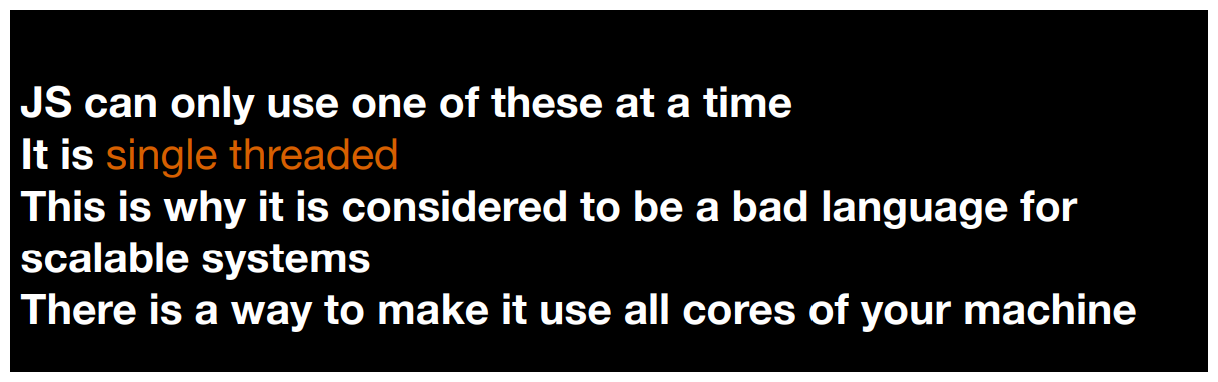 JS can only use one of these at a time
It is single threaded
This is why it is considered to be a bad language for
scalable systems
There is a way to make it use all cores of your machine